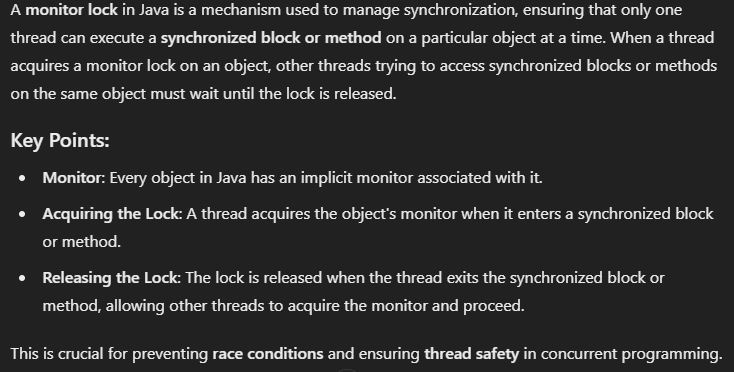 A monitor lock in Java is a mechanism used to manage synchronization, ensuring that only one
thread can execute a synchronized block or method on a particular object at a time. When a thread
acquires a monitor lock on an object, other threads trying to access synchronized blocks or methods
on the same object must wait until the lock is released.
Key Points:
• Monitor: Every object in Java has an implicit monitor associated with it.
• Acquiring the Lock: A thread acquires the object's monitor when it enters a synchronized block
or method.
• Releasing the Lock: The lock is released when the thread exits the synchronized block or
method, allowing other threads to acquire the monitor and proceed.
This is crucial for preventing race conditions and ensuring thread safety in concurrent programming.